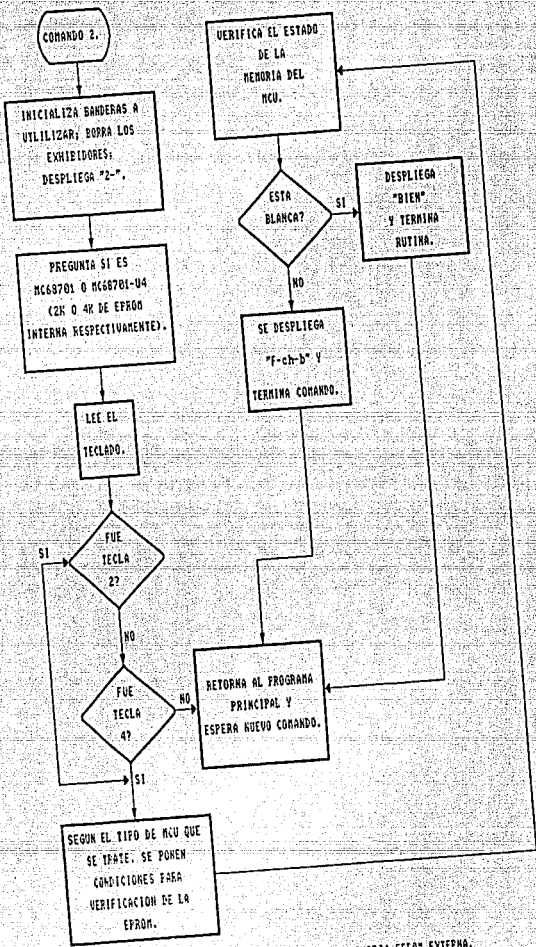 COMANDO 2.
INICIALIZA BANDERAS A
UTLILIZAR; BORRA LOS
EXHIBIDORES;
DESPLIEGA "2-".
PREGUNTA SI ES
MC68701 O MC68701-U4
(2K O 4K DE EPROM
INTERNA RESPECTIVAMENTE).
LEE EL
TECLADO.
FUE
TECLA
2?
SI
NO
FUE
TECLA
4?
NO
SI
SEGUN EL TIPO DE MCU QUE
SE TRATE, SE PONEN
CONDICIONES PARA
VERIFICACION DE LA
EPROM.
VERIFICA EL ESTADO
DE LA
MEMORIA DEL
MCU.
ESTA
BLANCA?
SI
NO
DESPLIEGA
"BIEN"
Y TERMINA
RUTINA.
SE DESPLIEGA
"F-ch-b" Y
TERMINA COMANDO.
RETORNA AL PROGRAMA
PRINCIPAL Y
ESPERA NUEVO COMANDO.
EXTERNA.